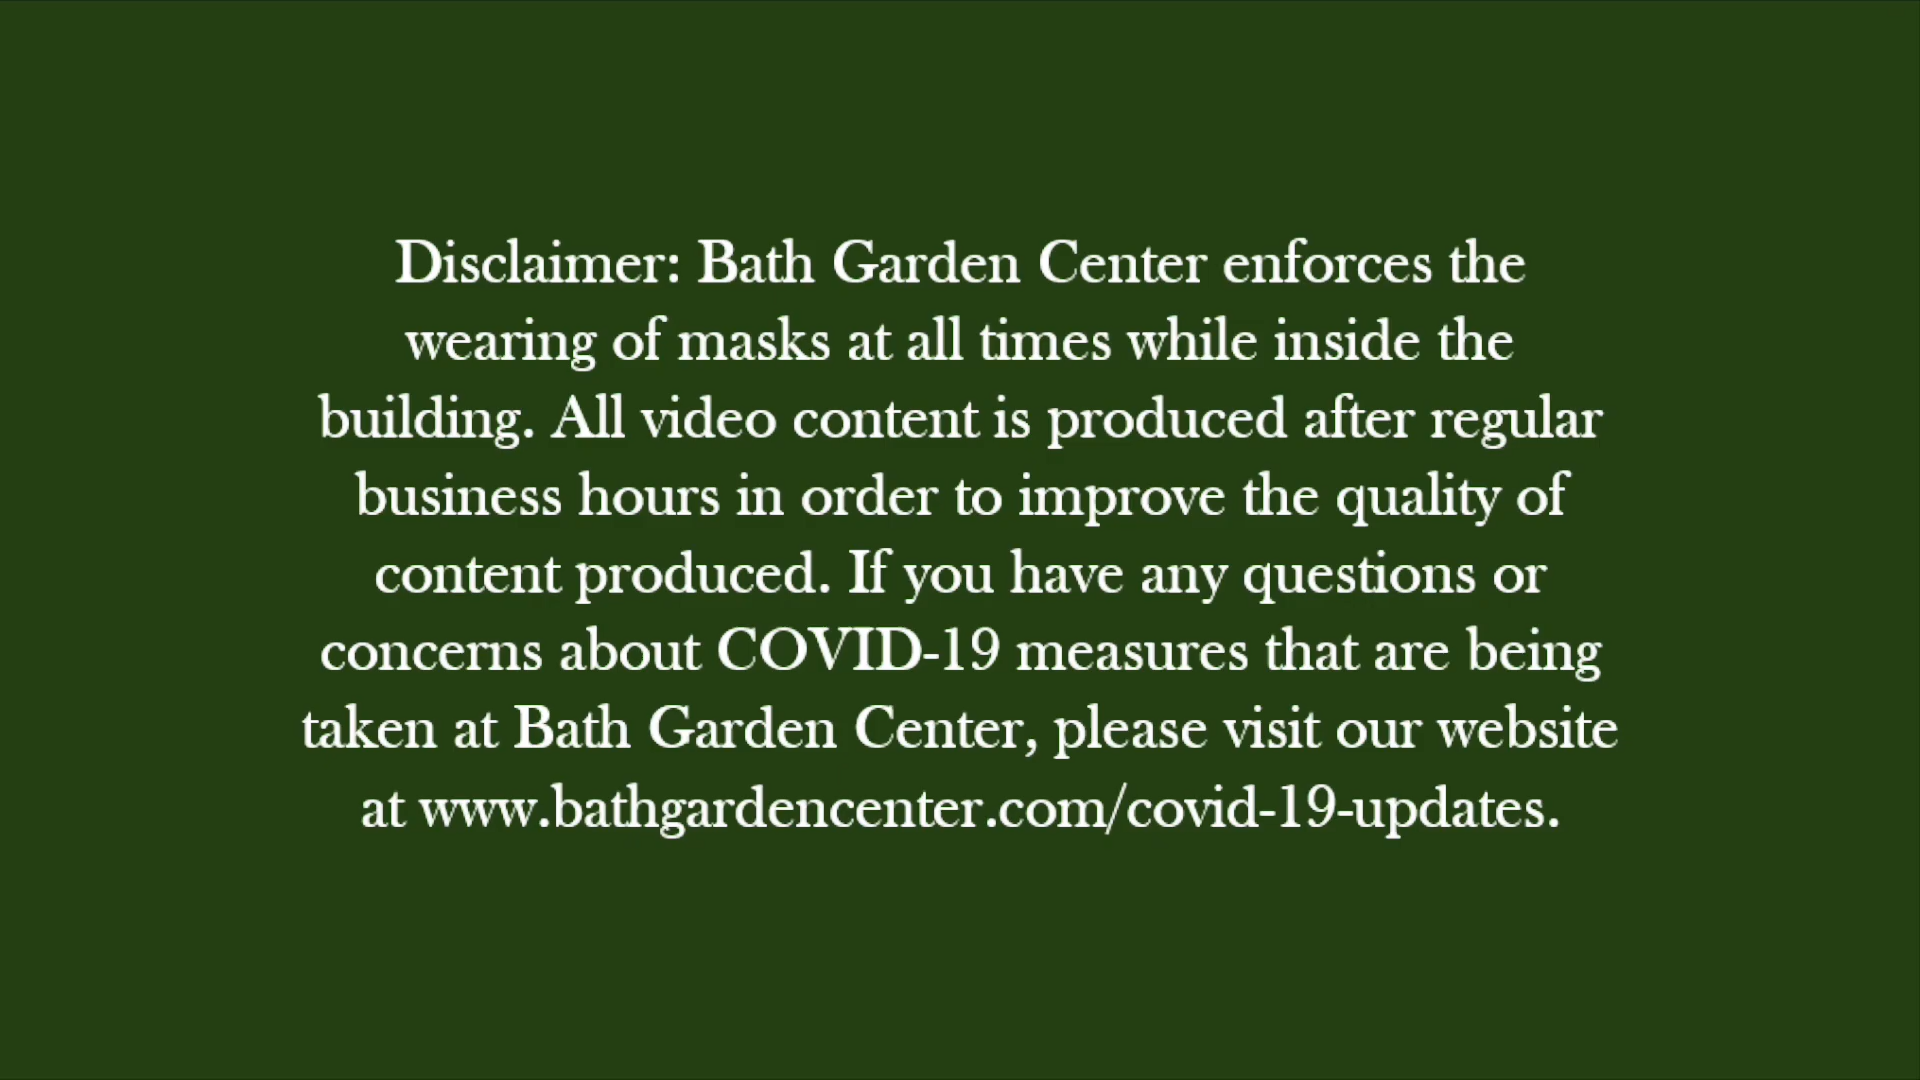 Disclaimer: Bath Garden Center enforces the
wearing of masks at all times while inside the
building. All video content is produced after regular
business hours in order to improve the quality of
content produced. If you have any questions or
concerns about COVID-19 measures that are being
taken at Bath Garden Center, please visit our website
at www.bathgardencenter.com/covid-19-updates.